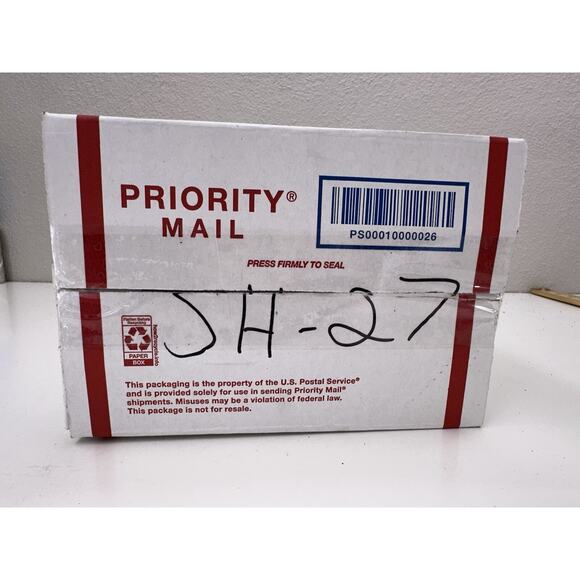 PRIORITY®
MAIL
PS00010000026
PRESS FIRMLY TO SEAL
JH-27
PAPER
BOX
how2recycle.info
This packaging is the property of the U.S. Postal Service®
and is provided solely for use in sending Priority Mail®
shipments. Misuses may be a violation of federal law.
This package is not for resale.